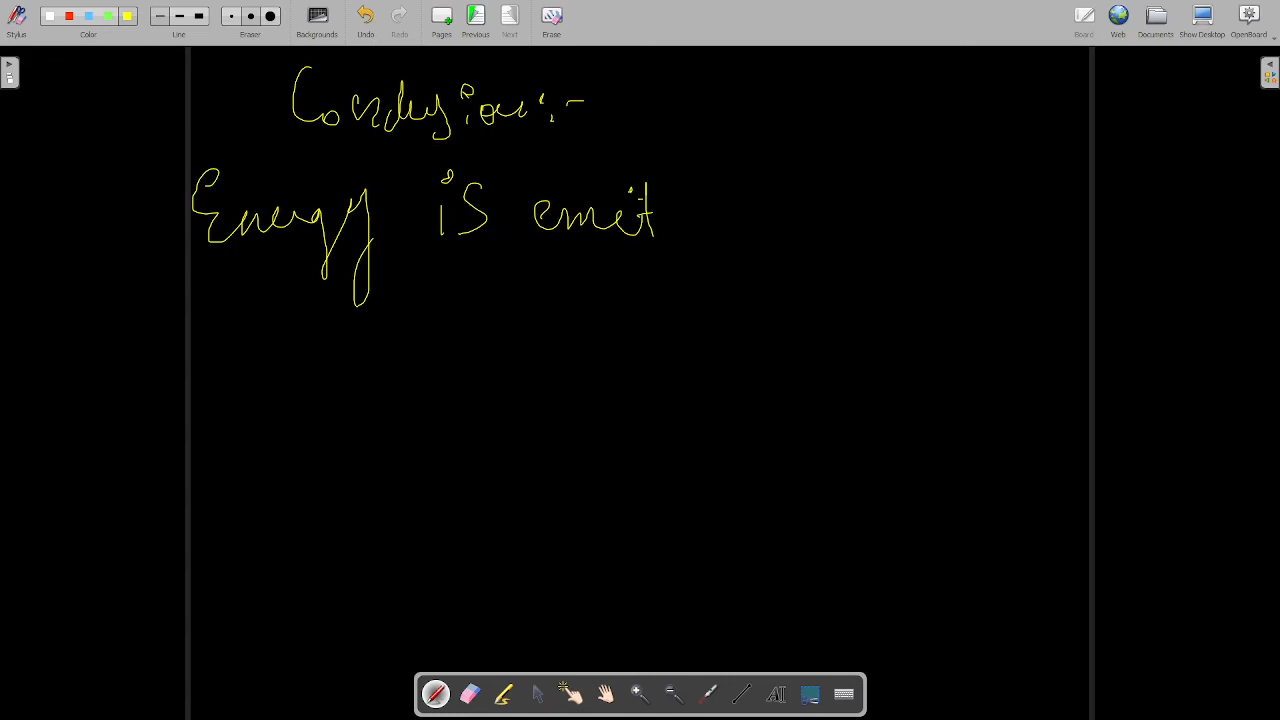 Stylus
Color
Line
Eraser
Backgrounds
Undo
Redo
Pages
Previous
Next
Erase
Board
Web
Documents
Show Desktop
OpenBoard
Conclusion :-
Energy is emit
AI